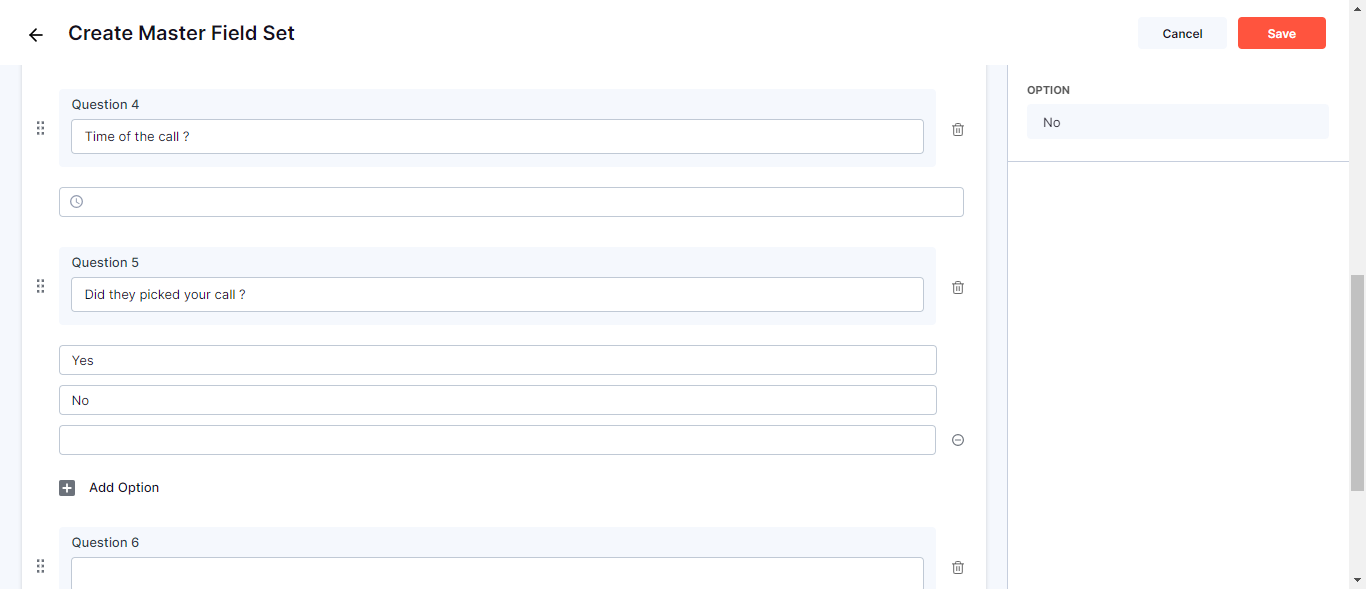 Create Master Field Set
Cancel
Save
Question 4
Time of the call ?
Question 5
Did they picked your call ?
Yes
No
Add Option
Question 6
OPTION
No